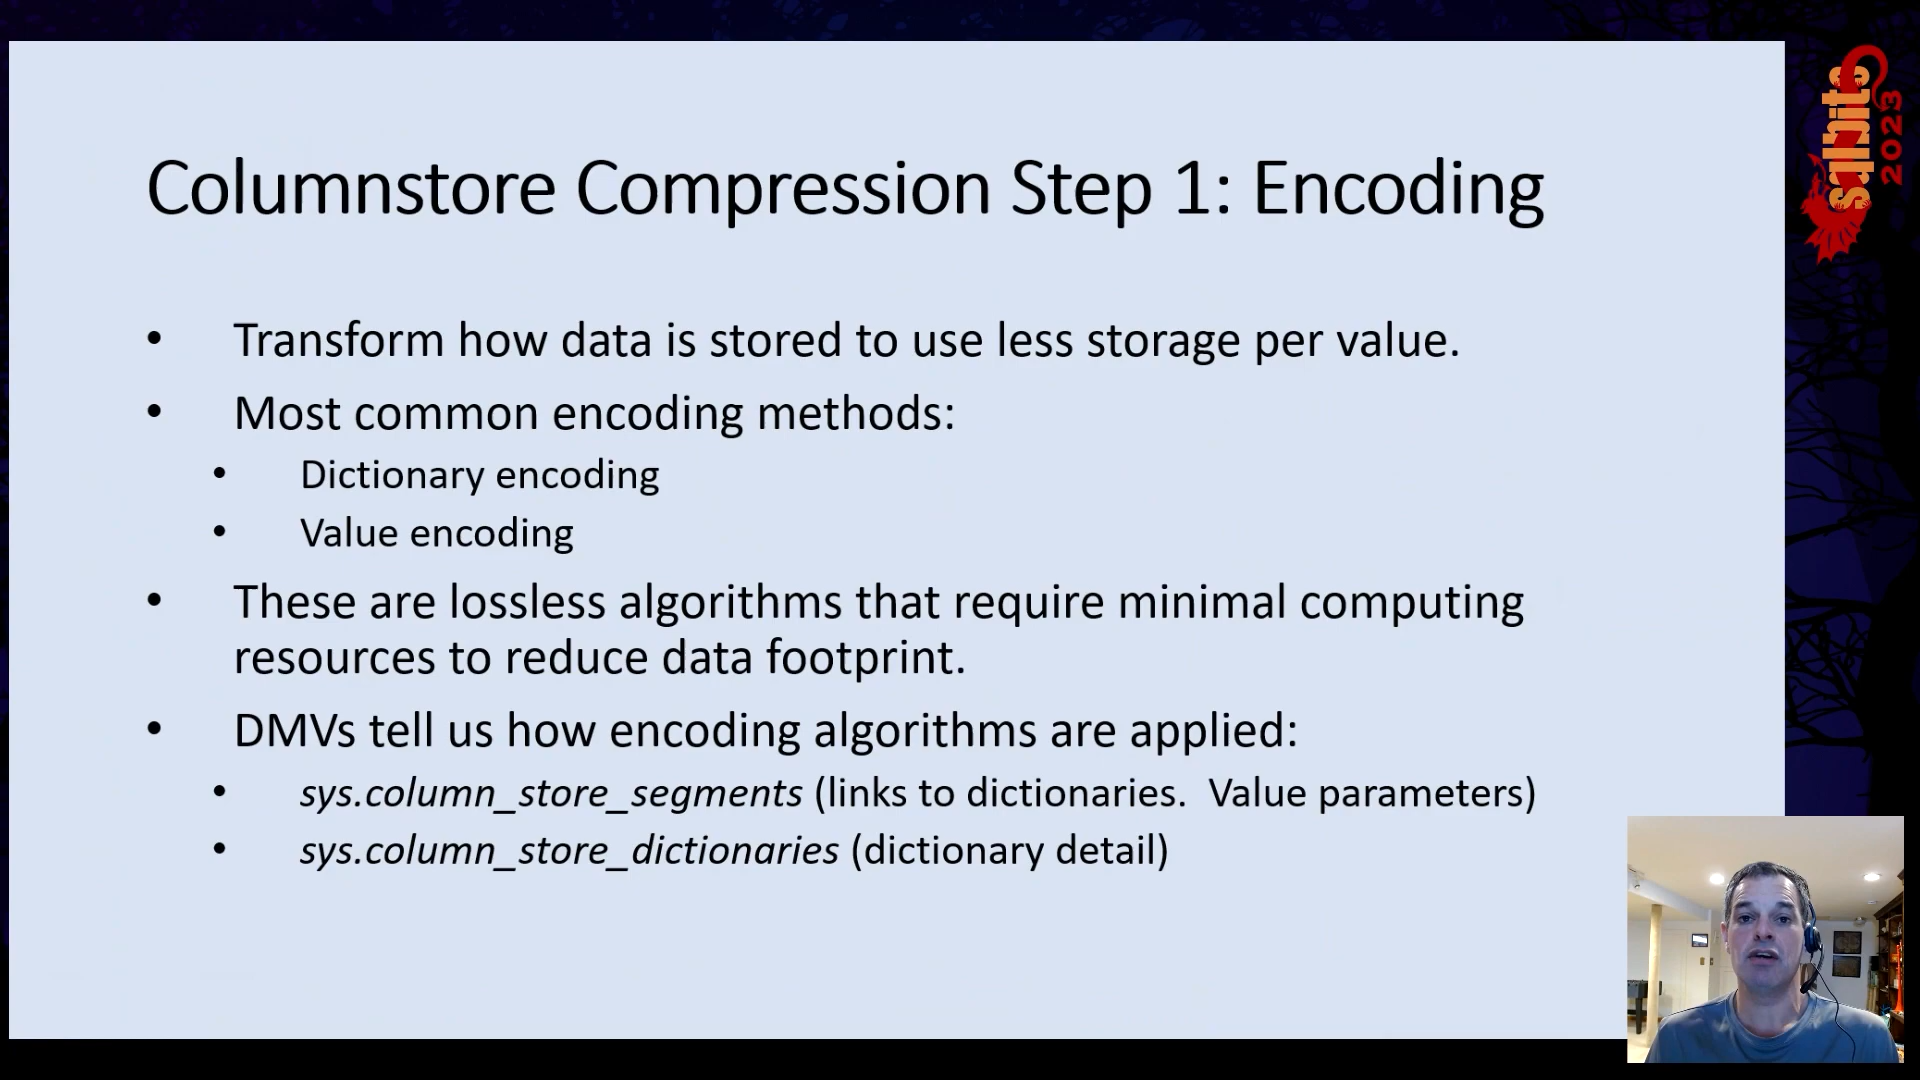 Columnstore Compression Step 1: Encoding
• Transform how data is stored to use less storage per value.
• Most common encoding methods:
• Dictionary encoding
• Value encoding
• These are lossless algorithms that require minimal computing
resources to reduce data footprint.
• DMVs tell us how encoding algorithms are applied:
• sys.column_store_segments (links to dictionaries.  Value parameters)
• sys.column_store_dictionaries (dictionary detail)
sqlbits
2023